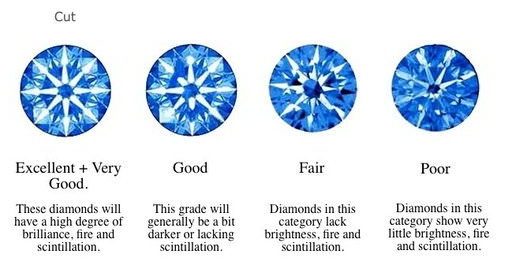 Cut
Excellent + Very
Good.
Good
Fair
Poor
These diamonds will
have a high degree of
brilliance, fire and
scintillation.
This grade will
generally be a bit
darker or lacking
scintillation.
Diamonds in this
category lack
brightness, fire and
scintillation.
Diamonds in this
category show very
little brightness, fire
and scintillation.